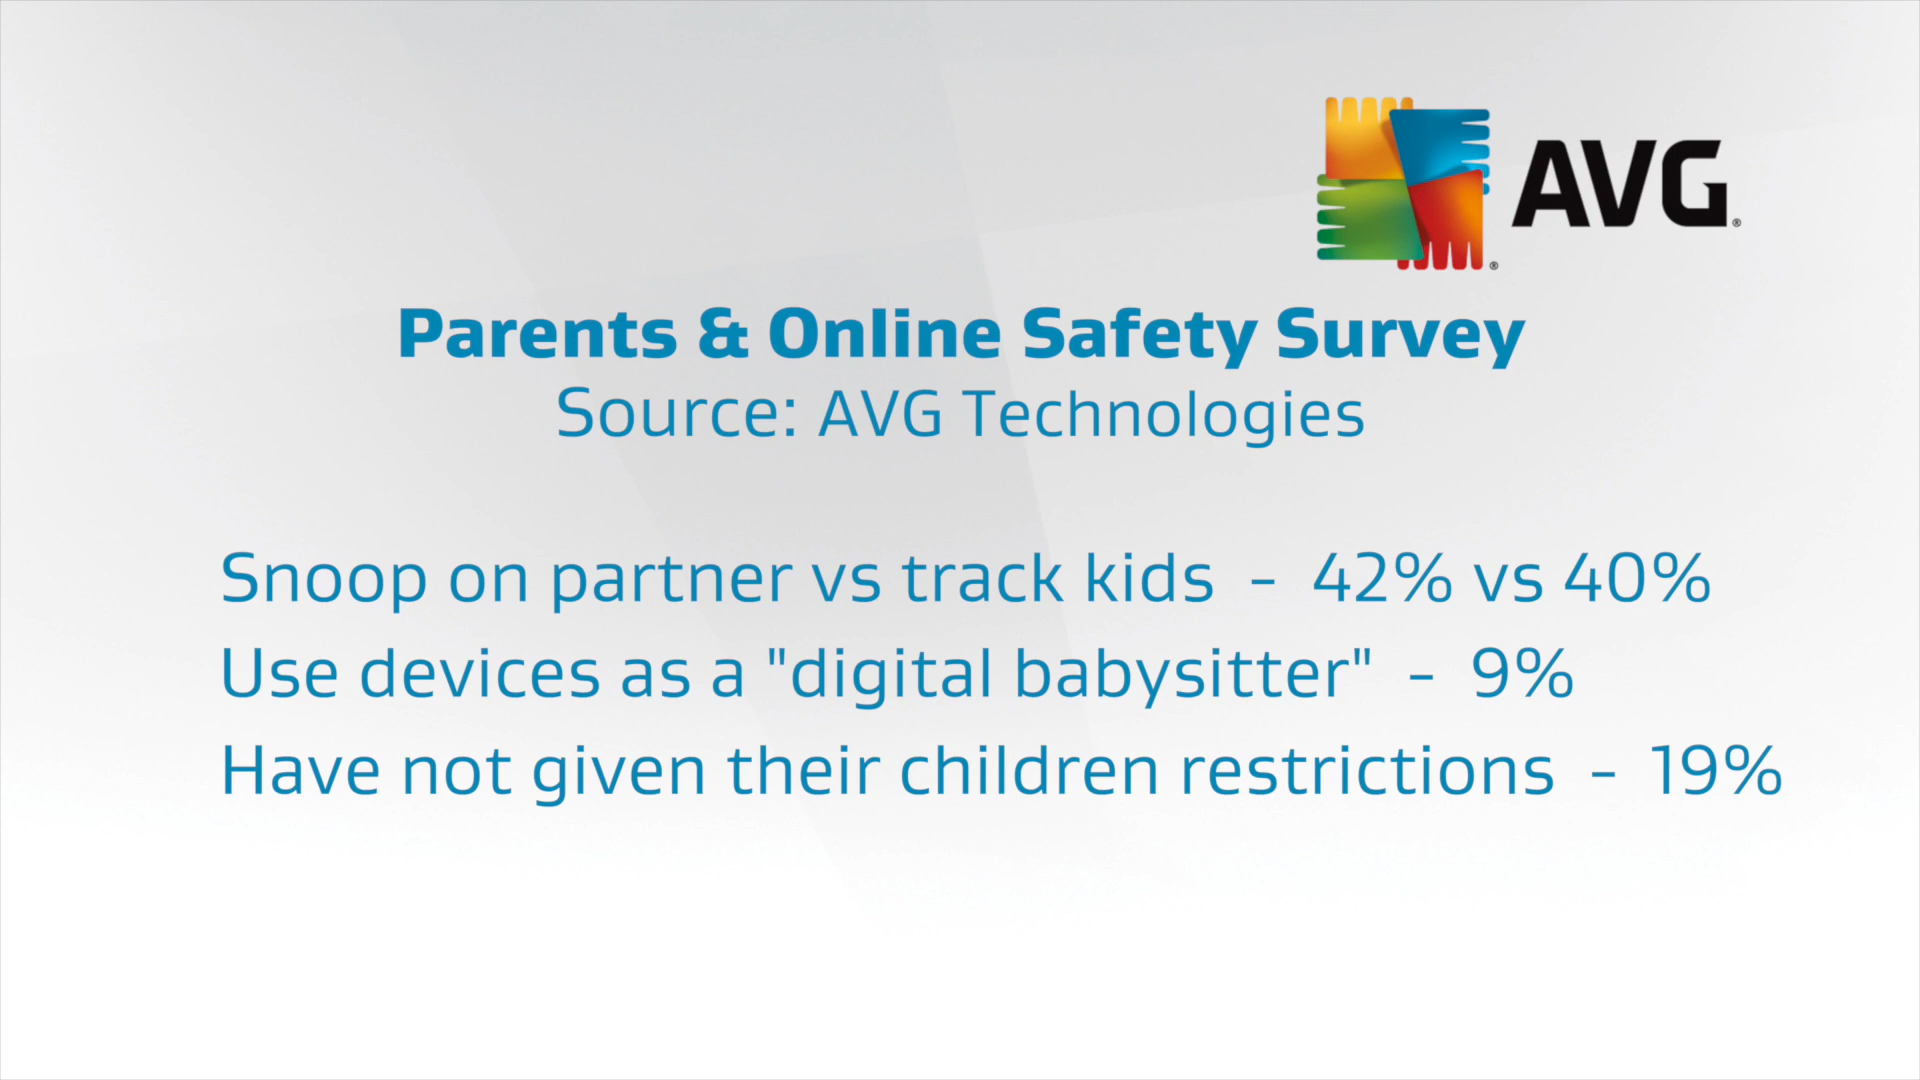 AVG
Parents & Online Safety Survey
Source: AVG Technologies
Snoop on partner vs track kids - 42% vs 40%
Use devices as a "digital babysitter" - 9%
Have not given their children restrictions - 19%